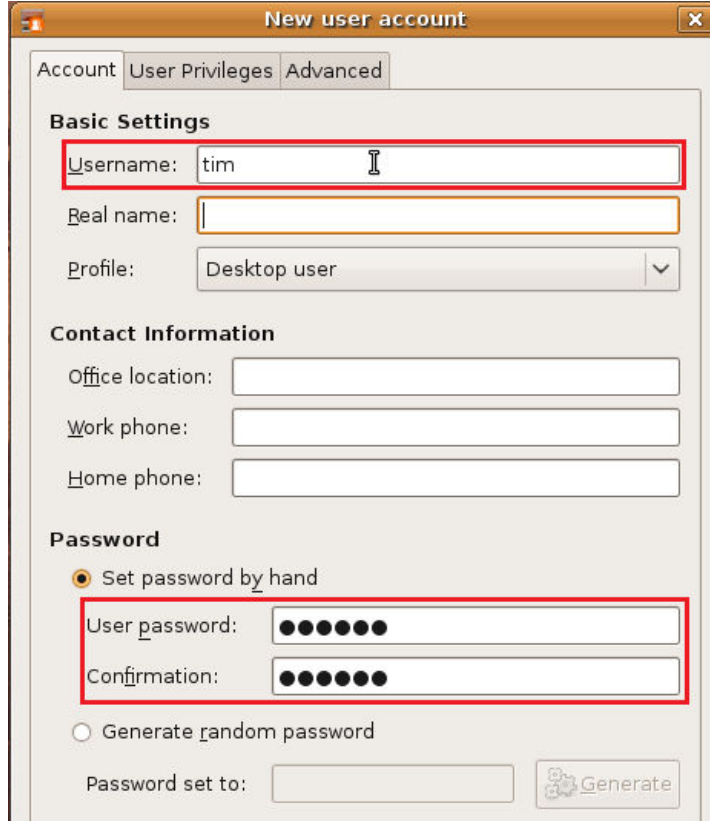 New user account
Account User Privileges Advanced
Basic Settings
Username: tim
Real name:
Profile: Desktop user
Contact Information
Office location:
Work phone:
Home phone:
Password
Set password by hand
User password: ●●●●●●
Confirmation: ●●●●●●
Generate random password
Password set to: Generate